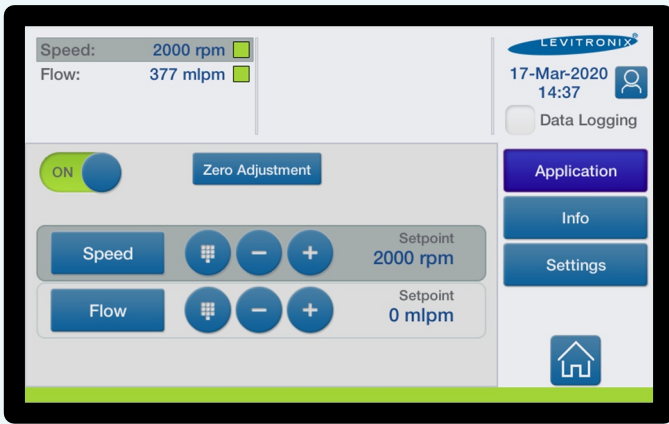 Speed: 2000 rpm
Flow: 377 mlpm
LEVITRONIX
17-Mar-2020
14:37
Data Logging
ON
Zero Adjustment
Application
Info
Settings
Speed
Setpoint
2000 rpm
Flow
Setpoint
0 mlpm